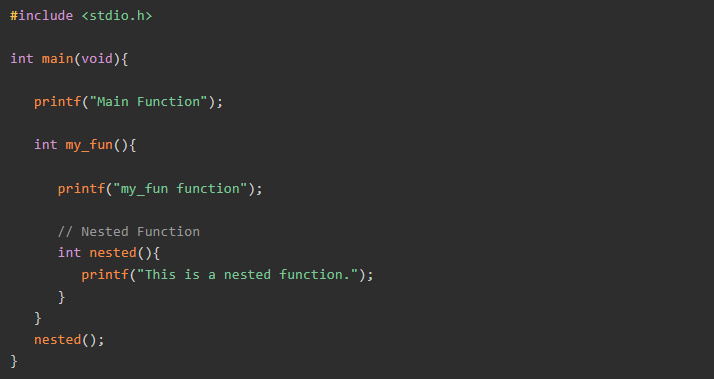 #include <stdio.h>
int main(void){
printf("Main Function");
int my_fun(){
printf("my_fun function");
// Nested Function
int nested(){
printf("This is a nested function.");
}
}
nested();
}